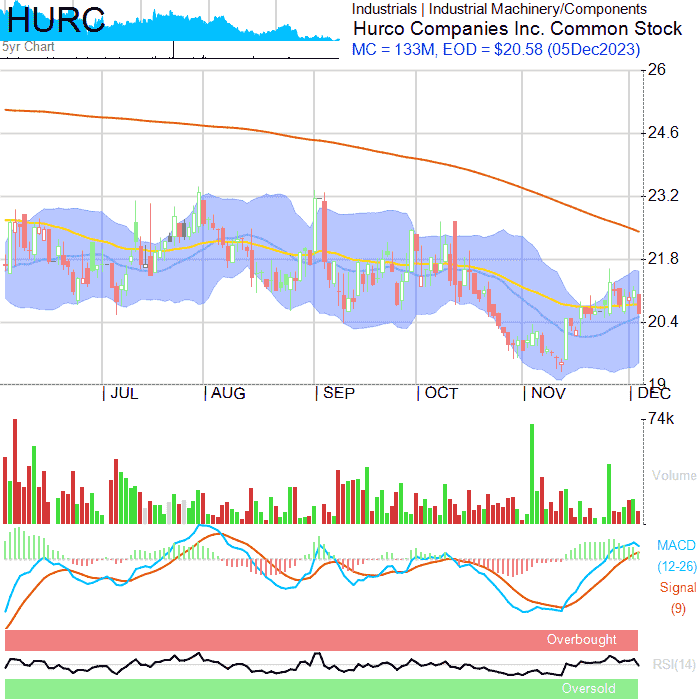 HURC
5yr Chart
Industrials | Industrial Machinery/Components
Hurco Companies Inc. Common Stock
MC = 133M, EOD = $20.58 (05Dec2023)
26
24.6
23.2
21.8
20.4
19
JUL
AUG
SEP
OCT
NOV
DEC
74k
Volume
MACD
(12-26)
Signal
(9)
Overbought
RSI(14)
Oversold